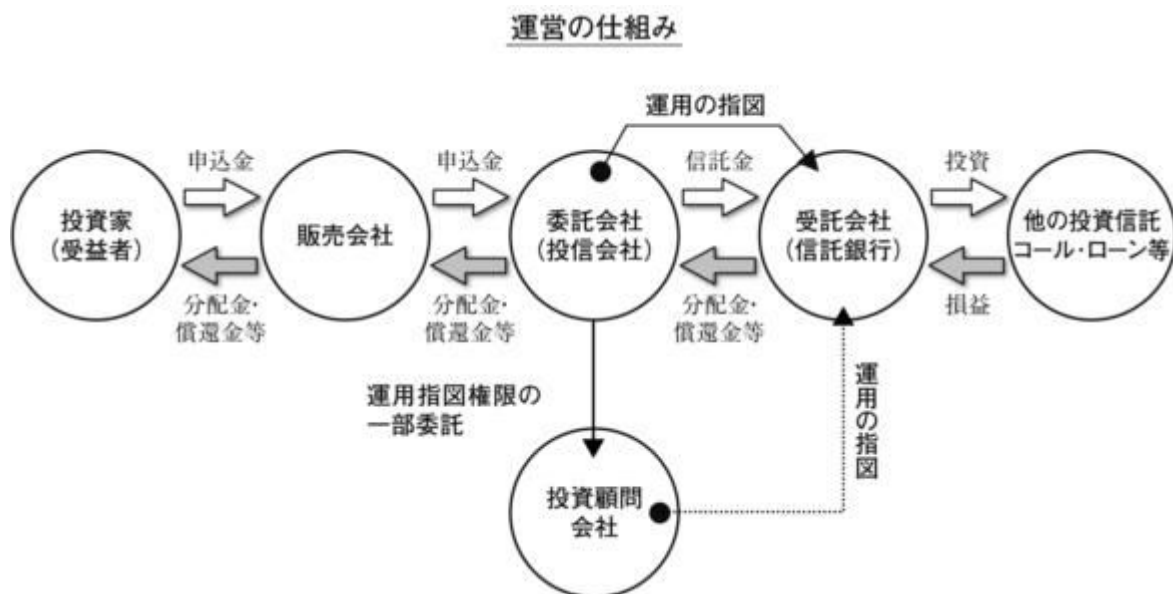 運営の仕組み
運用の指図
申込金
申込金
信託金
投資
投資家
(受益者)
販売会社
委託会社
(投信会社)
受託会社
(信託銀行)
他の投資信託
コール・ローン等
分配金・
償還金等
分配金・
償還金等
分配金・
償還金等
損益
運用指図権限の
一部委託
運用の指図
投資顧問
会社